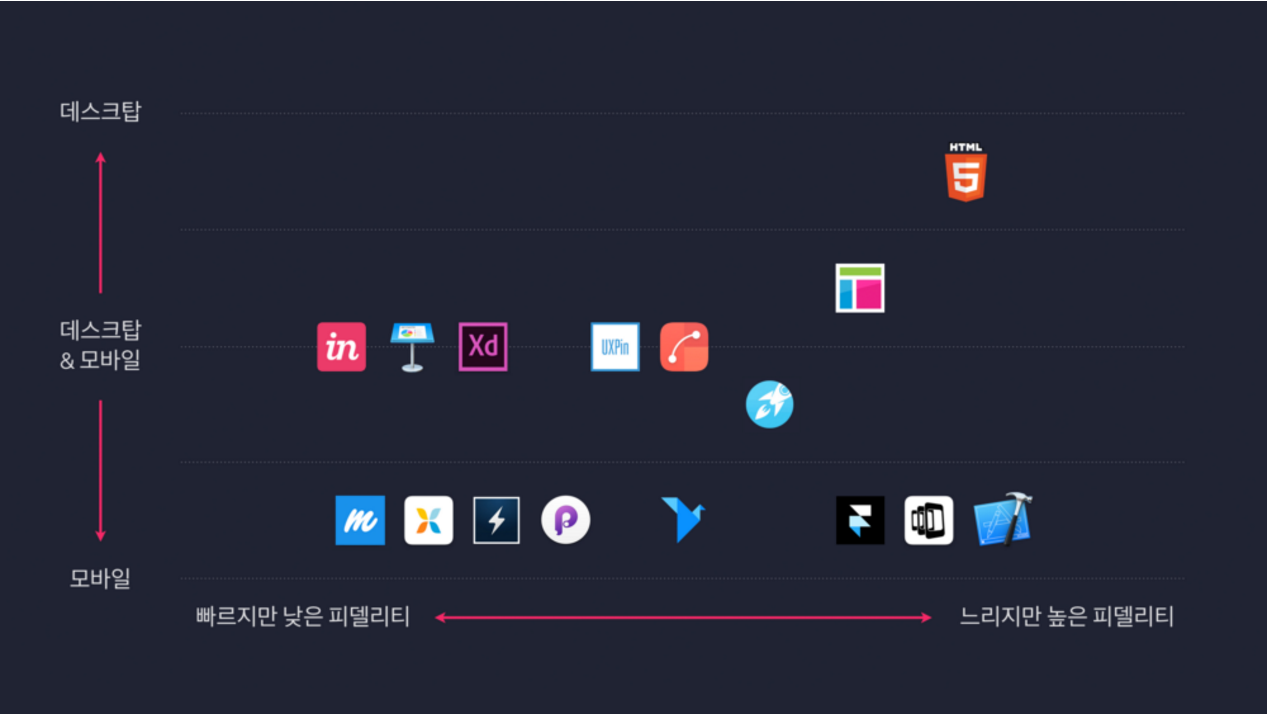 데스크탑
HTML
5
데스크탑
& 모바일
in
Xd
UXPin
m
모바일
빠르지만 낮은 피델리티
느리지만 높은 피델리티